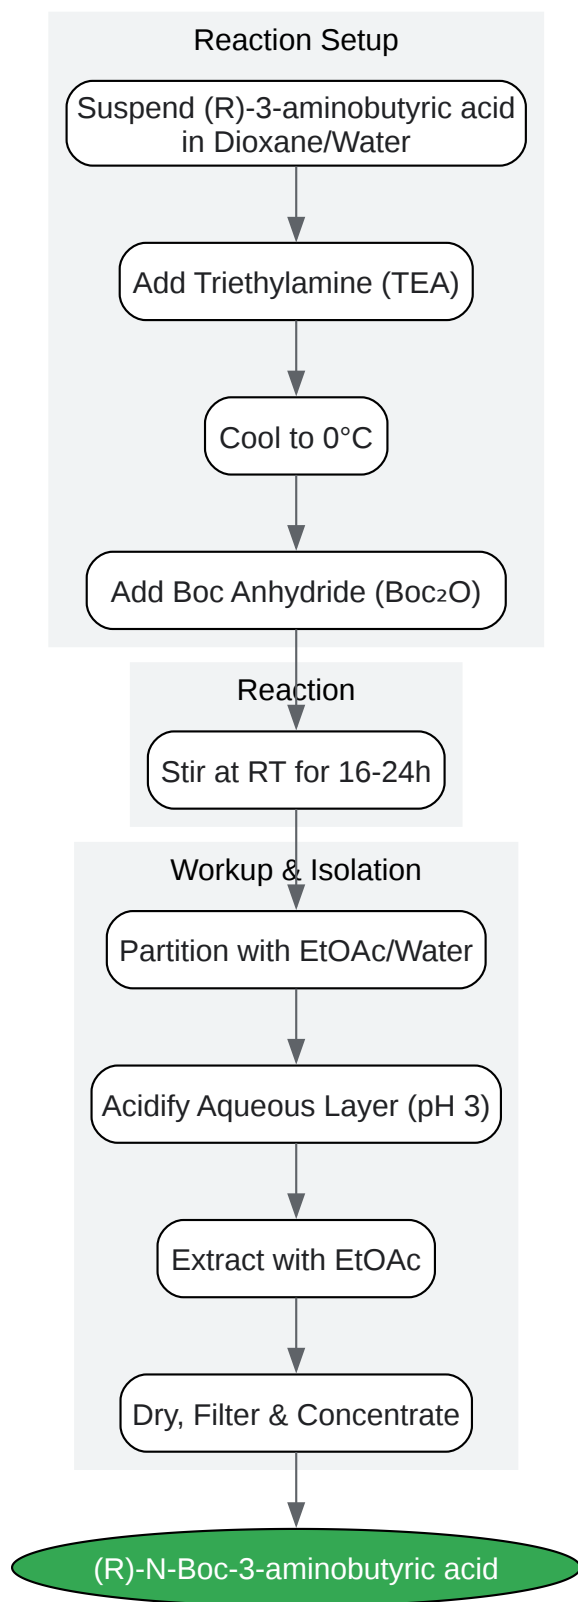 Reaction Setup
Suspend (R)-3-aminobutyric acid
in Dioxane/Water
Add Triethylamine (TEA)
Cool to 0°C
Add Boc Anhydride (Boc₂O)
Reaction
Stir at RT for 16-24h
Workup & Isolation
Partition with EtOAc/Water
Acidify Aqueous Layer (pH 3)
Extract with EtOAc
Dry, Filter & Concentrate
(R)-N-Boc-3-aminobutyric acid